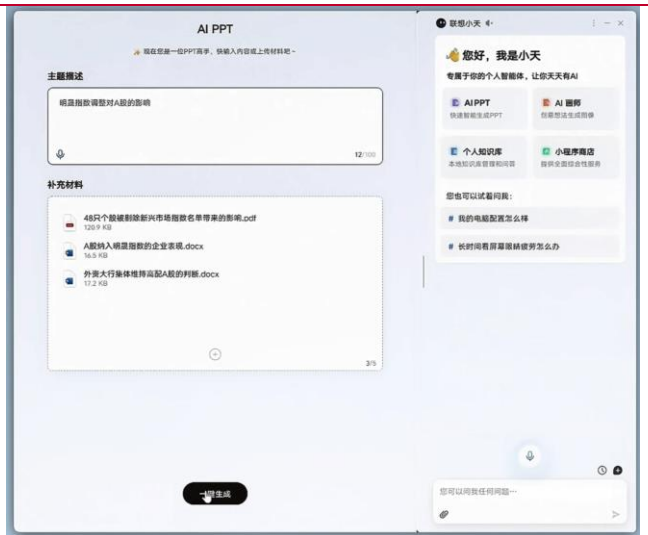 AI PPT
现在您是一位PPT高手,快输入内容或上传材料吧~
主题描述
明晟指数调整对A股的影响
12/100
补充材料
48只个股被剔除新兴市场指数名单带来的影响.pdf
120.9 KB
A股纳入明晟指数的企业表现.docx
16.5 KB
外资大行集体维持高配A股的判断.docx
17.2 KB
3/5
一键生成
联想小天
您好,我是小天
专属于你的个人智能体,让你天天有AI
AI PPT
快速智能生成PPT
AI 画师
创意想法生成图像
个人知识库
本地知识库管理和问答
小程序商店
提供全面综合性服务
您也可以试着问我:
# 我的电脑配置怎么样
# 长时间看屏幕眼睛疲劳怎么办
您可以问我任何问题…